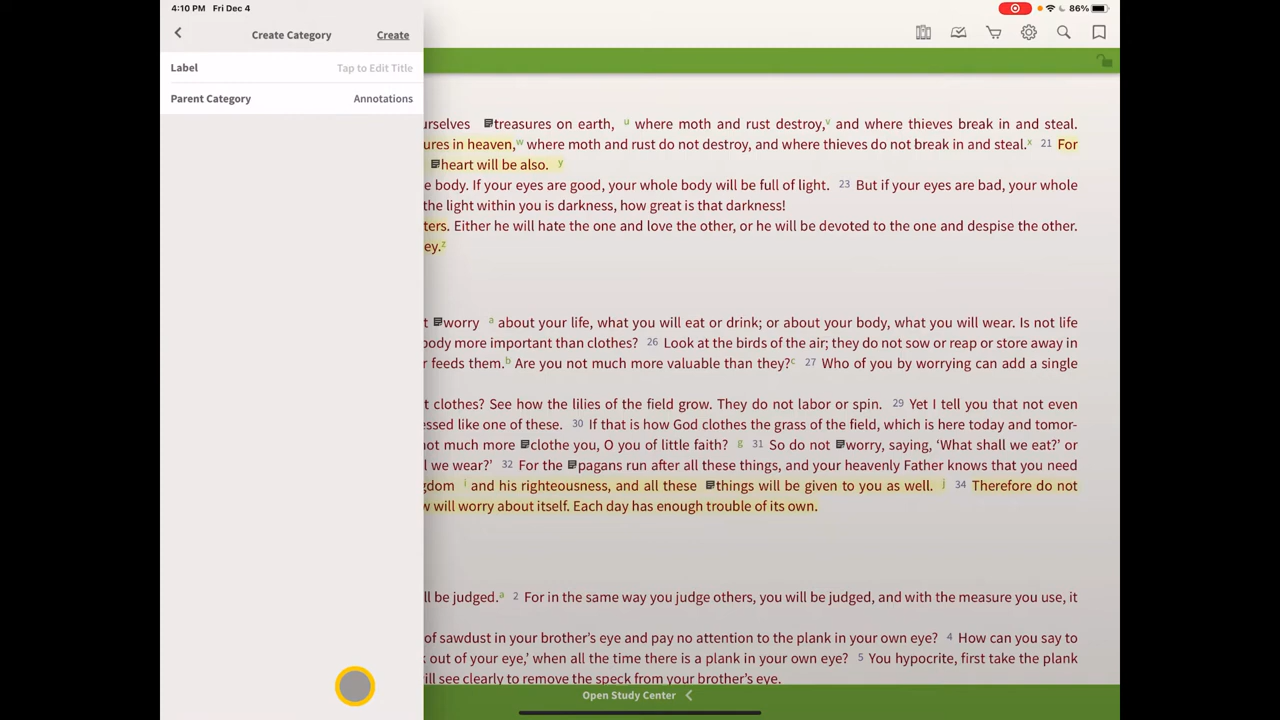 4:10 PM Fri Dec 4
86%
Create Category
Create
Label
Tap to Edit Title
Parent Category
Annotations
urselves treasures on earth, u where moth and rust destroy,v and where thieves break in and steal.
ures in heaven,w where moth and rust do not destroy, and where thieves do not break in and steal.x 21 For
heart will be also. y
e body. If your eyes are good, your whole body will be full of light. 23 But if your eyes are bad, your whole
the light within you is darkness, how great is that darkness!
ters. Either he will hate the one and love the other, or he will be devoted to the one and despise the other.
ey.z
t worry a about your life, what you will eat or drink; or about your body, what you will wear. Is not life
body more important than clothes? 26 Look at the birds of the air; they do not sow or reap or store away in
r feeds them.b Are you not much more valuable than they?c 27 Who of you by worrying can add a single
t clothes? See how the lilies of the field grow. They do not labor or spin. 29 Yet I tell you that not even
essed like one of these. 30 If that is how God clothes the grass of the field, which is here today and tomor-
not much more clothe you, O you of little faith? g 31 So do not worry, saying, ‘What shall we eat?’ or
l we wear?’ 32 For the pagans run after all these things, and your heavenly Father knows that you need
gdom i and his righteousness, and all these things will be given to you as well. j 34 Therefore do not
w will worry about itself. Each day has enough trouble of its own.
ll be judged.a 2 For in the same way you judge others, you will be judged, and with the measure you use, it
of sawdust in your brother’s eye and pay no attention to the plank in your own eye? 4 How can you say to
k out of your eye,’ when all the time there is a plank in your own eye? 5 You hypocrite, first take the plank
ill see clearly to remove the speck from your brother’s eye.
Open Study Center